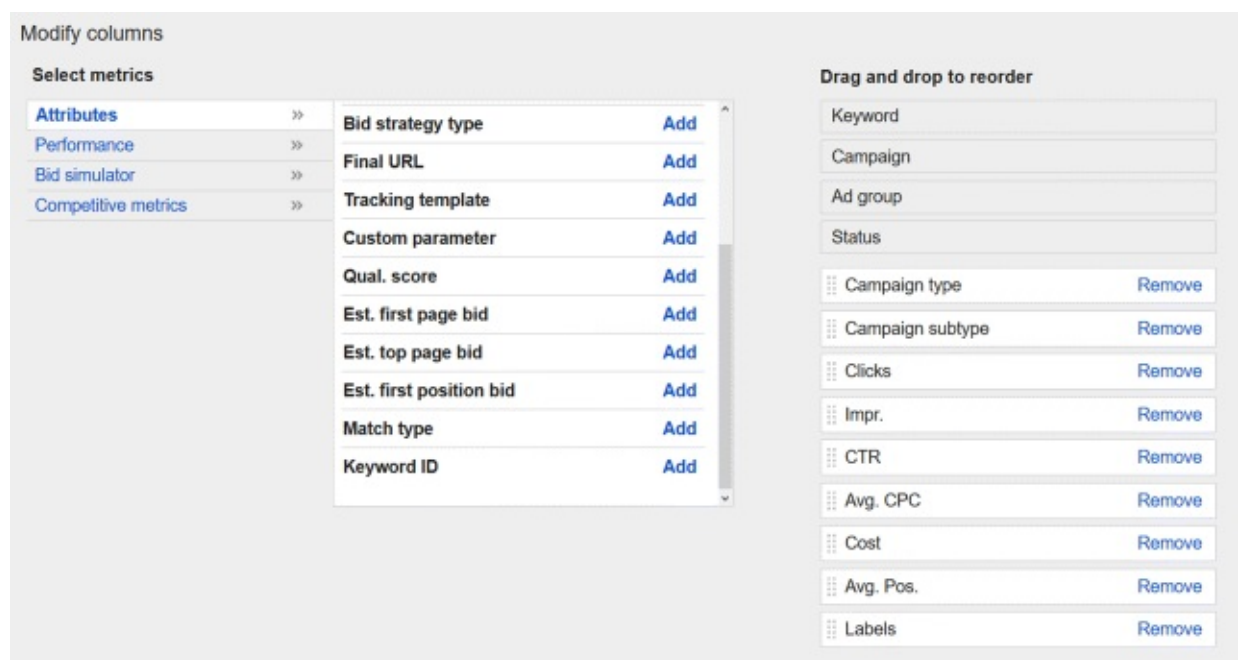 Modify columns
Select metrics
Attributes »
Performance »
Bid simulator »
Competitive metrics »
Bid strategy type Add
Final URL Add
Tracking template Add
Custom parameter Add
Qual. score Add
Est. first page bid Add
Est. top page bid Add
Est. first position bid Add
Match type Add
Keyword ID Add
Drag and drop to reorder
Keyword
Campaign
Ad group
Status
Campaign type Remove
Campaign subtype Remove
Clicks Remove
Impr. Remove
CTR Remove
Avg. CPC Remove
Cost Remove
Avg. Pos. Remove
Labels Remove